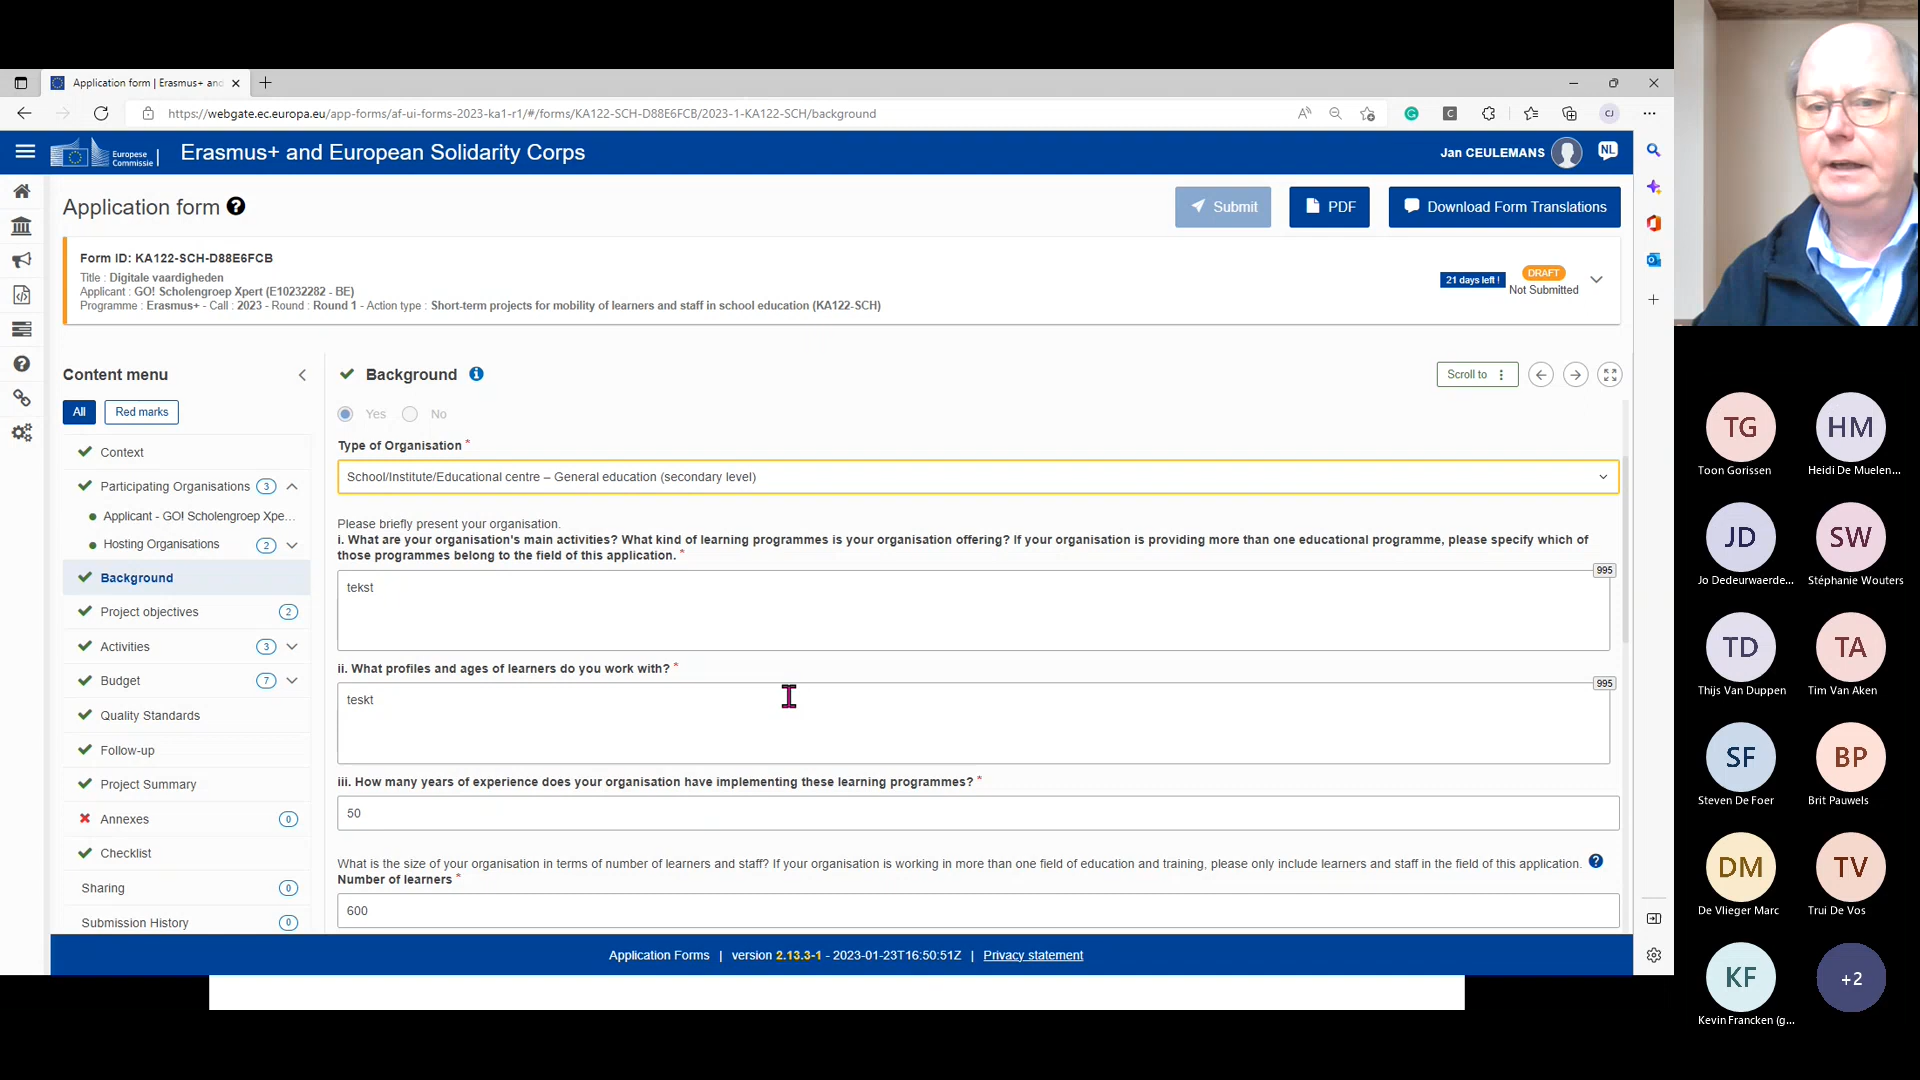 Application form | Erasmus+ and
https://webgate.ec.europa.eu/app-forms/af-ui-forms-2023-ka1-r1/#/forms/KA122-SCH-D88E6FCB/2023-1-KA122-SCH/background
Europese
Commissie
Erasmus+ and European Solidarity Corps
Jan CEULEMANS
NL
Application form
Submit
PDF
Download Form Translations
Form ID: KA122-SCH-D88E6FCB
Title : Digitale vaardigheden
Applicant : GO! Scholengroep Xpert (E10232282 - BE)
Programme : Erasmus+ - Call : 2023 - Round : Round 1 - Action type : Short-term projects for mobility of learners and staff in school education (KA122-SCH)
21 days left !
DRAFT
Not Submitted
Content menu
All
Red marks
Context
Participating Organisations 3
Applicant - GO! Scholengroep Xpe...
Hosting Organisations 2
Background
Project objectives 2
Activities 3
Budget 7
Quality Standards
Follow-up
Project Summary
Annexes 0
Checklist
Sharing 0
Submission History 0
Background
Scroll to
Yes No
Type of Organisation *
School/Institute/Educational centre – General education (secondary level)
Please briefly present your organisation.
i. What are your organisation's main activities? What kind of learning programmes is your organisation offering? If your organisation is providing more than one educational programme, please specify which of
those programmes belong to the field of this application. *
995
tekst
ii. What profiles and ages of learners do you work with? *
995
teskt
iii. How many years of experience does your organisation have implementing these learning programmes? *
50
What is the size of your organisation in terms of number of learners and staff? If your organisation is working in more than one field of education and training, please only include learners and staff in the field of this application.
Number of learners *
600
Application Forms | version 2.13.3-1 - 2023-01-23T16:50:51Z | Privacy statement
CJ
TG
Toon Gorissen
HM
Heidi De Muelen...
JD
Jo Dedeurwaerde...
SW
Stéphanie Wouters
TD
Thijs Van Duppen
TA
Tim Van Aken
SF
Steven De Foer
BP
Brit Pauwels
DM
De Vlieger Marc
TV
Trui De Vos
KF
Kevin Francken (g...
+2